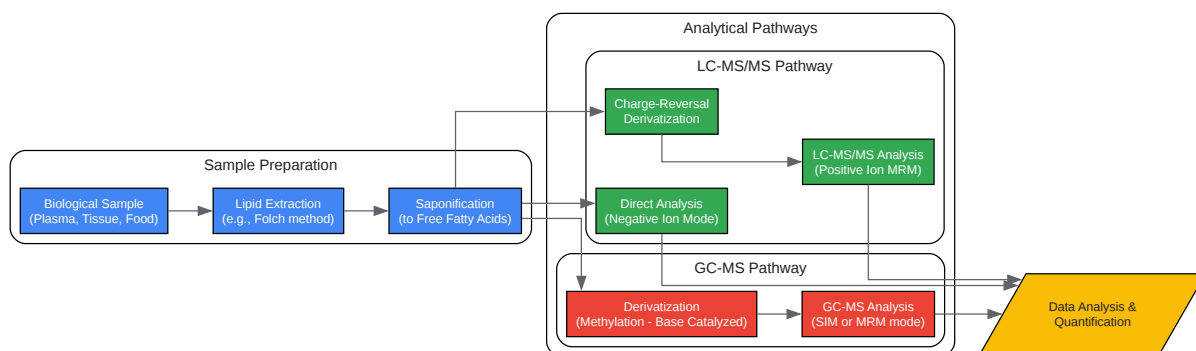 Analytical Pathways
LC-MS/MS Pathway
Charge-Reversal
Derivatization
LC-MS/MS Analysis
(Positive Ion MRM)
Sample Preparation
Biological Sample
(Plasma, Tissue, Food)
Lipid Extraction
(e.g., Folch method)
Saponification
(to Free Fatty Acids)
Direct Analysis
(Negative Ion Mode)
GC-MS Pathway
Derivatization
(Methylation - Base Catalyzed)
GC-MS Analysis
(SIM or MRM mode)
Data Analysis &
Quantification